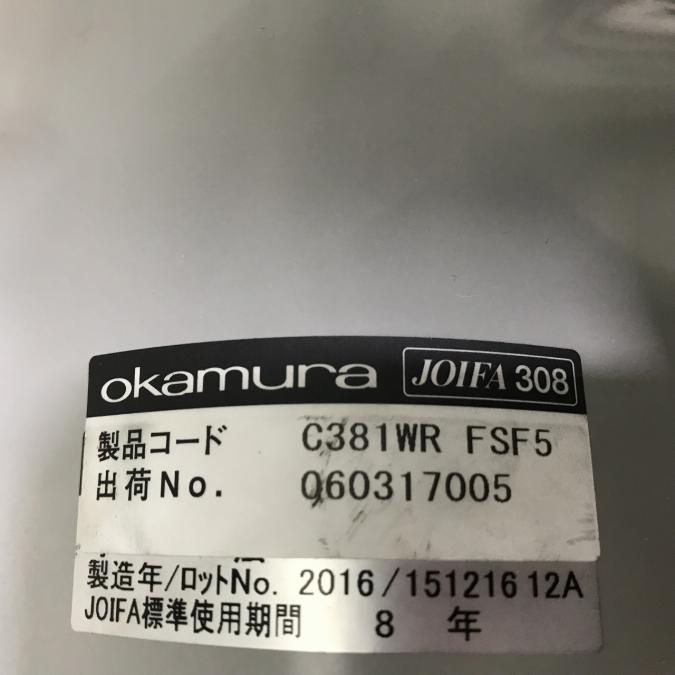 okamura JOIFA 308
製品コード C381WR FSF5
出荷No. 060317005
製造年/ロットNo. 2016/15121612A
JOIFA標準使用期間 8 年